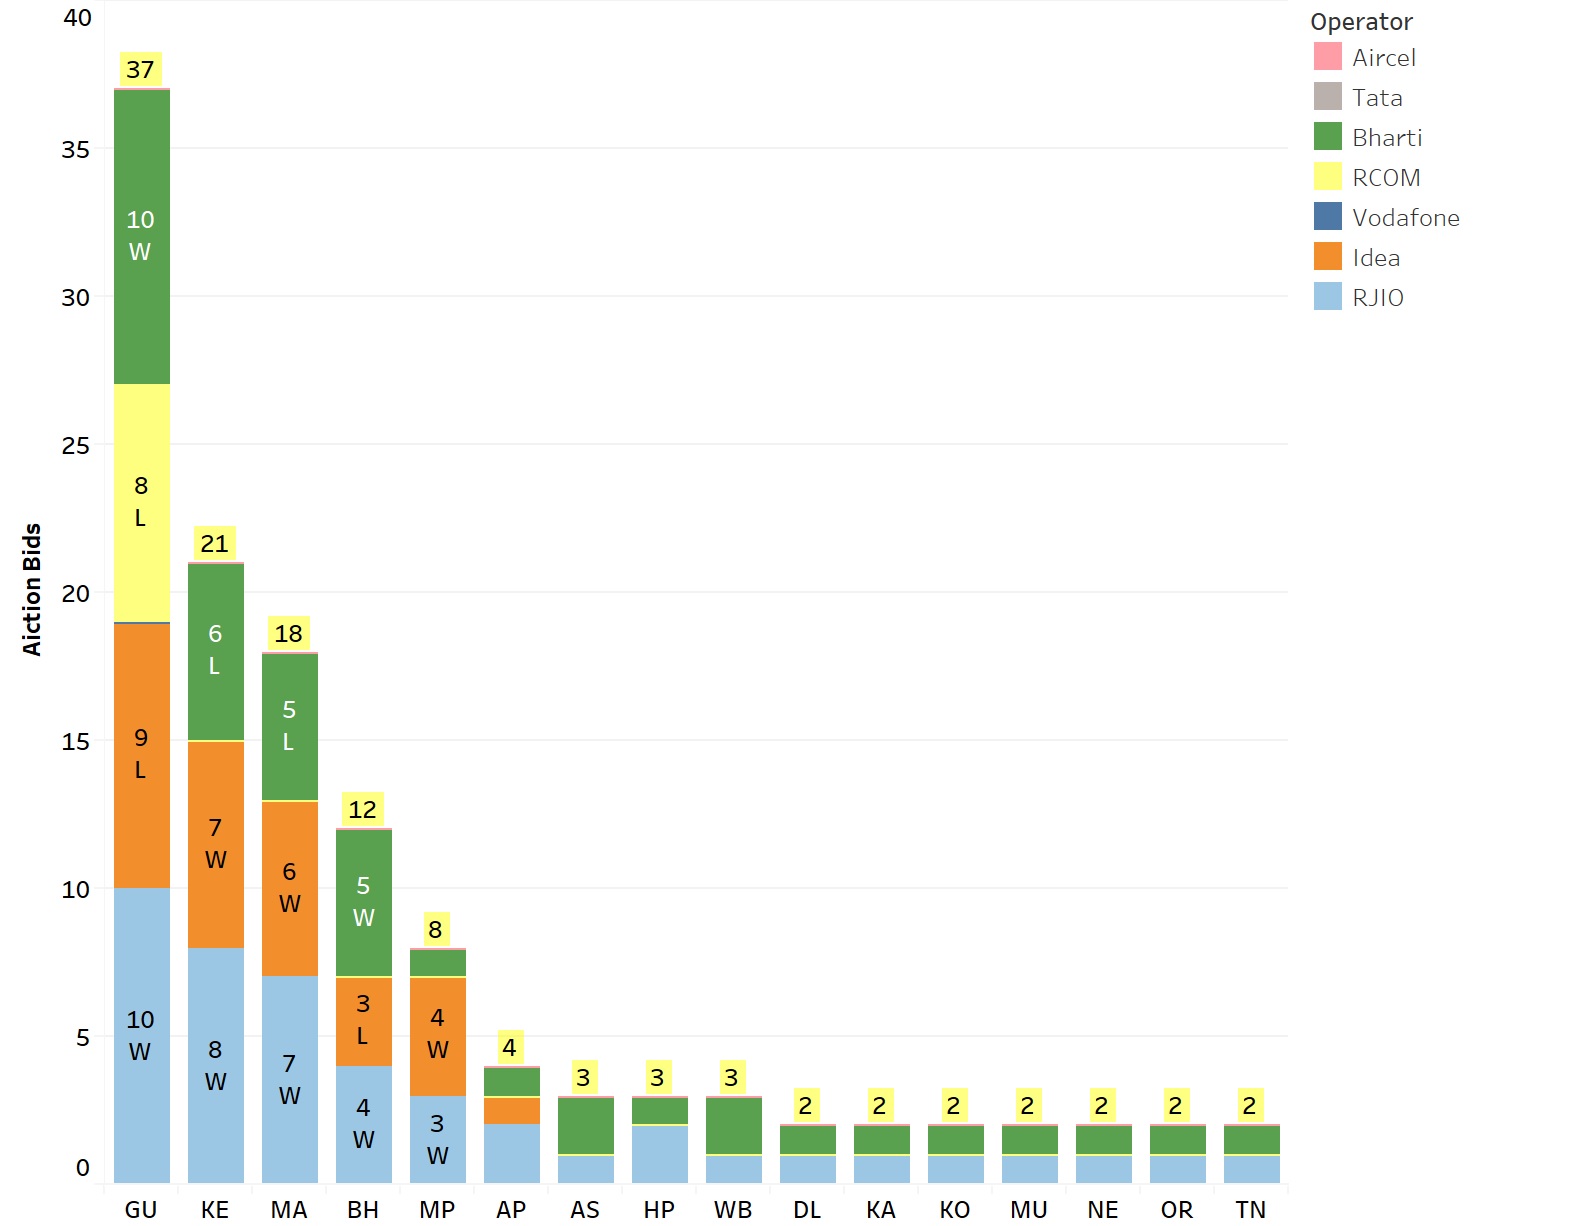 40
35
30
25
20
15
10
5
0
Aiction Bids
37
10
W
8
L
9
L
10
W
21
6
L
7
W
8
W
18
5
L
6
W
7
W
12
5
W
3
L
4
W
8
4
W
3
W
4
3
3
3
2
2
2
2
2
2
2
GU KE MA BH MP AP AS HP WB DL KA KO MU NE OR TN
Operator
Aircel
Tata
Bharti
RCOM
Vodafone
Idea
RJIO